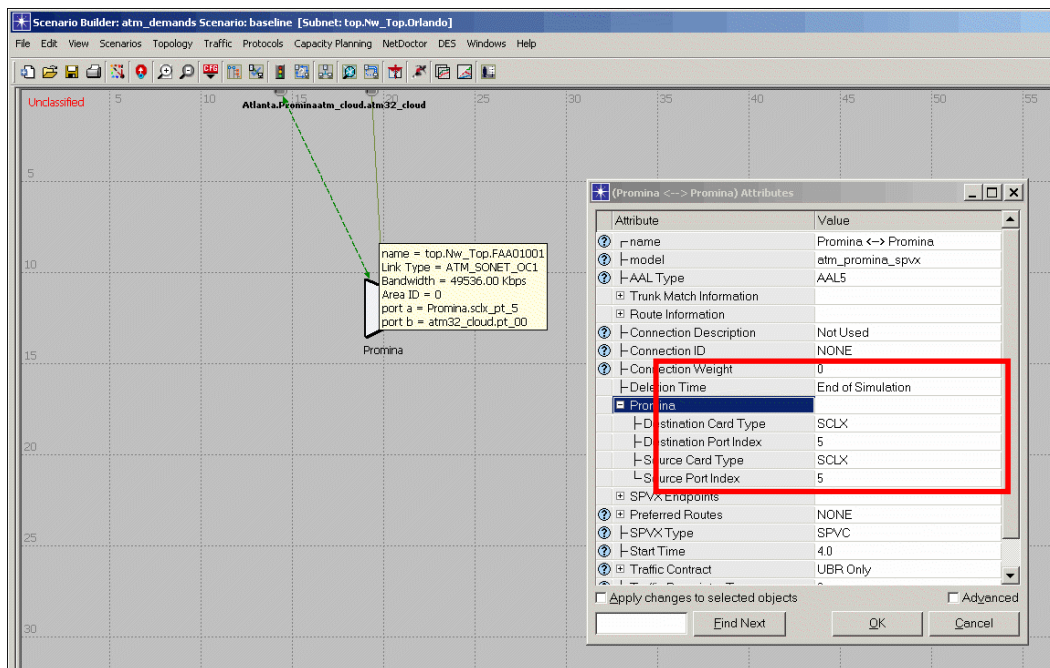 Scenario Builder: atm_demands Scenario: baseline [Subnet: top.Nw_Top.Orlando]
File Edit View Scenarios Topology Traffic Protocols Capacity Planning NetDoctor DES Windows Help
Unclassified 5 10 15 20 25 30 35 40 45 50 55
Atlanta.Prominaatm_cloud.atm32_cloud
5
10
15
20
25
30
name = top.Nw_Top.FAA01001
Link Type = ATM_SONET_OC1
Bandwidth = 49536.00 Kbps
Area ID = 0
port a = Promina.sclx_pt_5
port b = atm32_cloud.pt_00
Promina
(Promina <--> Promina) Attributes
Attribute Value
name Promina <--> Promina
model atm_promina_spvx
AAL Type AAL5
Trunk Match Information
Route Information
Connection Description Not Used
Connection ID NONE
Connection Weight 0
Deletion Time End of Simulation
Promina
Destination Card Type SCLX
Destination Port Index 5
Source Card Type SCLX
Source Port Index 5
SPVX Endpoints
Preferred Routes NONE
SPVX Type SPVC
Start Time 4.0
Traffic Contract UBR Only
Apply changes to selected objects Advanced
Find Next OK Cancel